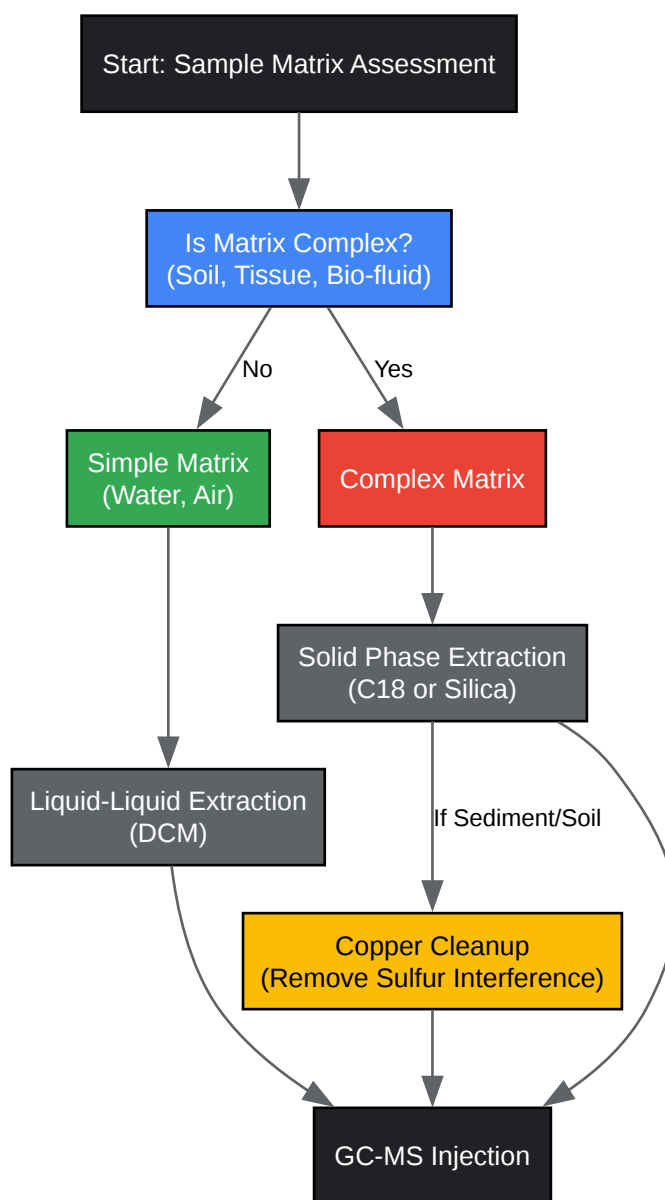 Start: Sample Matrix Assessment
Is Matrix Complex?
(Soil, Tissue, Bio-fluid)
No
Yes
Simple Matrix
(Water, Air)
Complex Matrix
Solid Phase Extraction
(C18 or Silica)
Liquid-Liquid Extraction
(DCM)
If Sediment/Soil
Copper Cleanup
(Remove Sulfur Interference)
GC-MS Injection